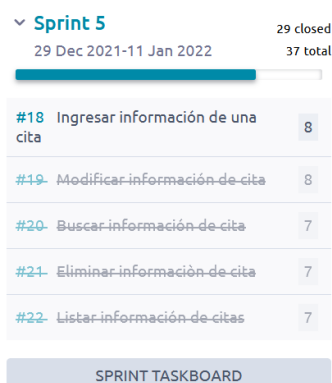 Sprint 5
29 closed
29 Dec 2021-11 Jan 2022
37 total
#18 Ingresar información de una
cita
8
#19 Modificar información de cita
8
#20 Buscar información de cita
7
#21 Eliminar informaciòn de cita
7
#22 Listar información de citas
7
SPRINT TASKBOARD